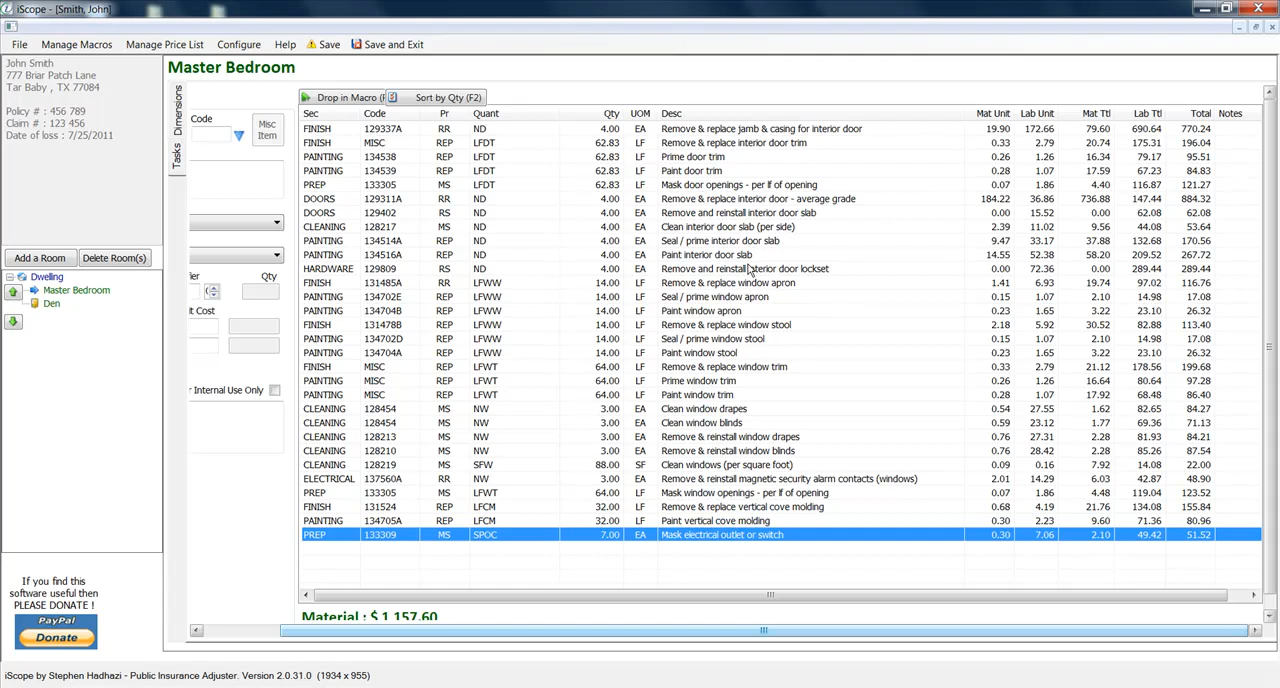 iScope - [Smith, John]
File Manage Macros Manage Price List Configure Help Save Save and Exit
John Smith
777 Briar Patch Lane
Tar Baby , TX 77084
Policy # : 456 789
Claim # : 123 456
Date of loss : 7/25/2011
Add a Room Delete Room(s)
Dwelling
Master Bedroom
Den
If you find this
software useful then
PLEASE DONATE !
PayPal
Donate
Master Bedroom
Dimensions
Tasks
Code
Misc
Item
ier Qty
it Cost
r Internal Use Only
Drop in Macro (F Sort by Qty (F2)
Sec Code Pr Quant Qty UOM Desc Mat Unit Lab Unit Mat Ttl Lab Ttl Total Notes
FINISH 129337A RR ND 4.00 EA Remove & replace jamb & casing for interior door 19.90 172.66 79.60 690.64 770.24
FINISH MISC REP LFDT 62.83 LF Remove & replace interior door trim 0.33 2.79 20.74 175.31 196.04
PAINTING 134538 REP LFDT 62.83 LF Prime door trim 0.26 1.26 16.34 79.17 95.51
PAINTING 134539 REP LFDT 62.83 LF Paint door trim 0.28 1.07 17.59 67.23 84.83
PREP 133305 MS LFDT 62.83 LF Mask door openings - per lf of opening 0.07 1.86 4.40 116.87 121.27
DOORS 129311A RR ND 4.00 EA Remove & replace interior door - average grade 184.22 36.86 736.88 147.44 884.32
DOORS 129402 RS ND 4.00 EA Remove and reinstall interior door slab 0.00 15.52 0.00 62.08 62.08
CLEANING 128217 MS ND 4.00 EA Clean interior door slab (per side) 2.39 11.02 9.56 44.08 53.64
PAINTING 134514A REP ND 4.00 EA Seal / prime interior door slab 9.47 33.17 37.88 132.68 170.56
PAINTING 134516A REP ND 4.00 EA Paint interior door slab 14.55 52.38 58.20 209.52 267.72
HARDWARE 129809 RS ND 4.00 EA Remove and reinstall interior door lockset 0.00 72.36 0.00 289.44 289.44
FINISH 131485A RR LFWW 14.00 LF Remove & replace window apron 1.41 6.93 19.74 97.02 116.76
PAINTING 134702E REP LFWW 14.00 LF Seal / prime window apron 0.15 1.07 2.10 14.98 17.08
PAINTING 134704B REP LFWW 14.00 LF Paint window apron 0.23 1.65 3.22 23.10 26.32
FINISH 131478B RR LFWW 14.00 LF Remove & replace window stool 2.18 5.92 30.52 82.88 113.40
PAINTING 134702D REP LFWW 14.00 LF Seal / prime window stool 0.15 1.07 2.10 14.98 17.08
PAINTING 134704A REP LFWW 14.00 LF Paint window stool 0.23 1.65 3.22 23.10 26.32
FINISH MISC REP LFWT 64.00 LF Remove & replace window trim 0.33 2.79 21.12 178.56 199.68
PAINTING MISC REP LFWT 64.00 LF Prime window trim 0.26 1.26 16.64 80.64 97.28
PAINTING MISC REP LFWT 64.00 LF Paint window trim 0.28 1.07 17.92 68.48 86.40
CLEANING 128454 MS NW 3.00 EA Clean window drapes 0.54 27.55 1.62 82.65 84.27
CLEANING 128454 MS NW 3.00 EA Clean window blinds 0.59 23.12 1.77 69.36 71.13
CLEANING 128213 MS NW 3.00 EA Remove & reinstall window drapes 0.76 27.31 2.28 81.93 84.21
CLEANING 128210 MS NW 3.00 EA Remove & reinstall window blinds 0.76 28.42 2.28 85.26 87.54
CLEANING 128219 MS SFW 88.00 SF Clean windows (per square foot) 0.09 0.16 7.92 14.08 22.00
ELECTRICAL 137560A RR NW 3.00 EA Remove & reinstall magnetic security alarm contacts (windows) 2.01 14.29 6.03 42.87 48.90
PREP 133305 MS LFWT 64.00 LF Mask window openings - per lf of opening 0.07 1.86 4.48 119.04 123.52
FINISH 131524 REP LFCM 32.00 LF Remove & replace vertical cove molding 0.68 4.19 21.76 134.08 155.84
PAINTING 134705A REP LFCM 32.00 LF Paint vertical cove molding 0.30 2.23 9.60 71.36 80.96
PREP 133309 MS SPOC 7.00 EA Mask electrical outlet or switch 0.30 7.06 2.10 49.42 51.52
Material : $ 1,157.60
iScope by Stephen Hadhazi - Public Insurance Adjuster. Version 2.0.31.0 (1934 x 955)